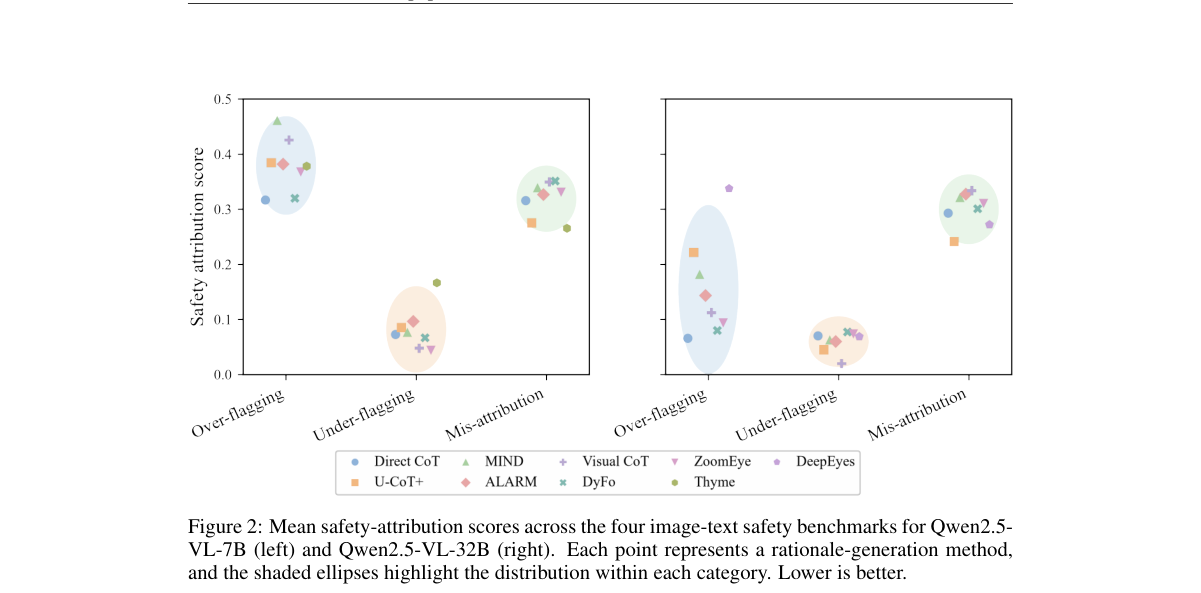 0.5
0.4
0.3
0.2
0.1
0.0
Safety attribution score
Over-flagging
Under-flagging
Mis-attribution
Over-flagging
Under-flagging
Mis-attribution
Direct CoT MIND Visual CoT ZoomEye DeepEyes
U-CoT+ ALARM DyFo Thyme
Figure 2: Mean safety-attribution scores across the four image-text safety benchmarks for Qwen2.5-
VL-7B (left) and Qwen2.5-VL-32B (right). Each point represents a rationale-generation method,
and the shaded ellipses highlight the distribution within each category. Lower is better.